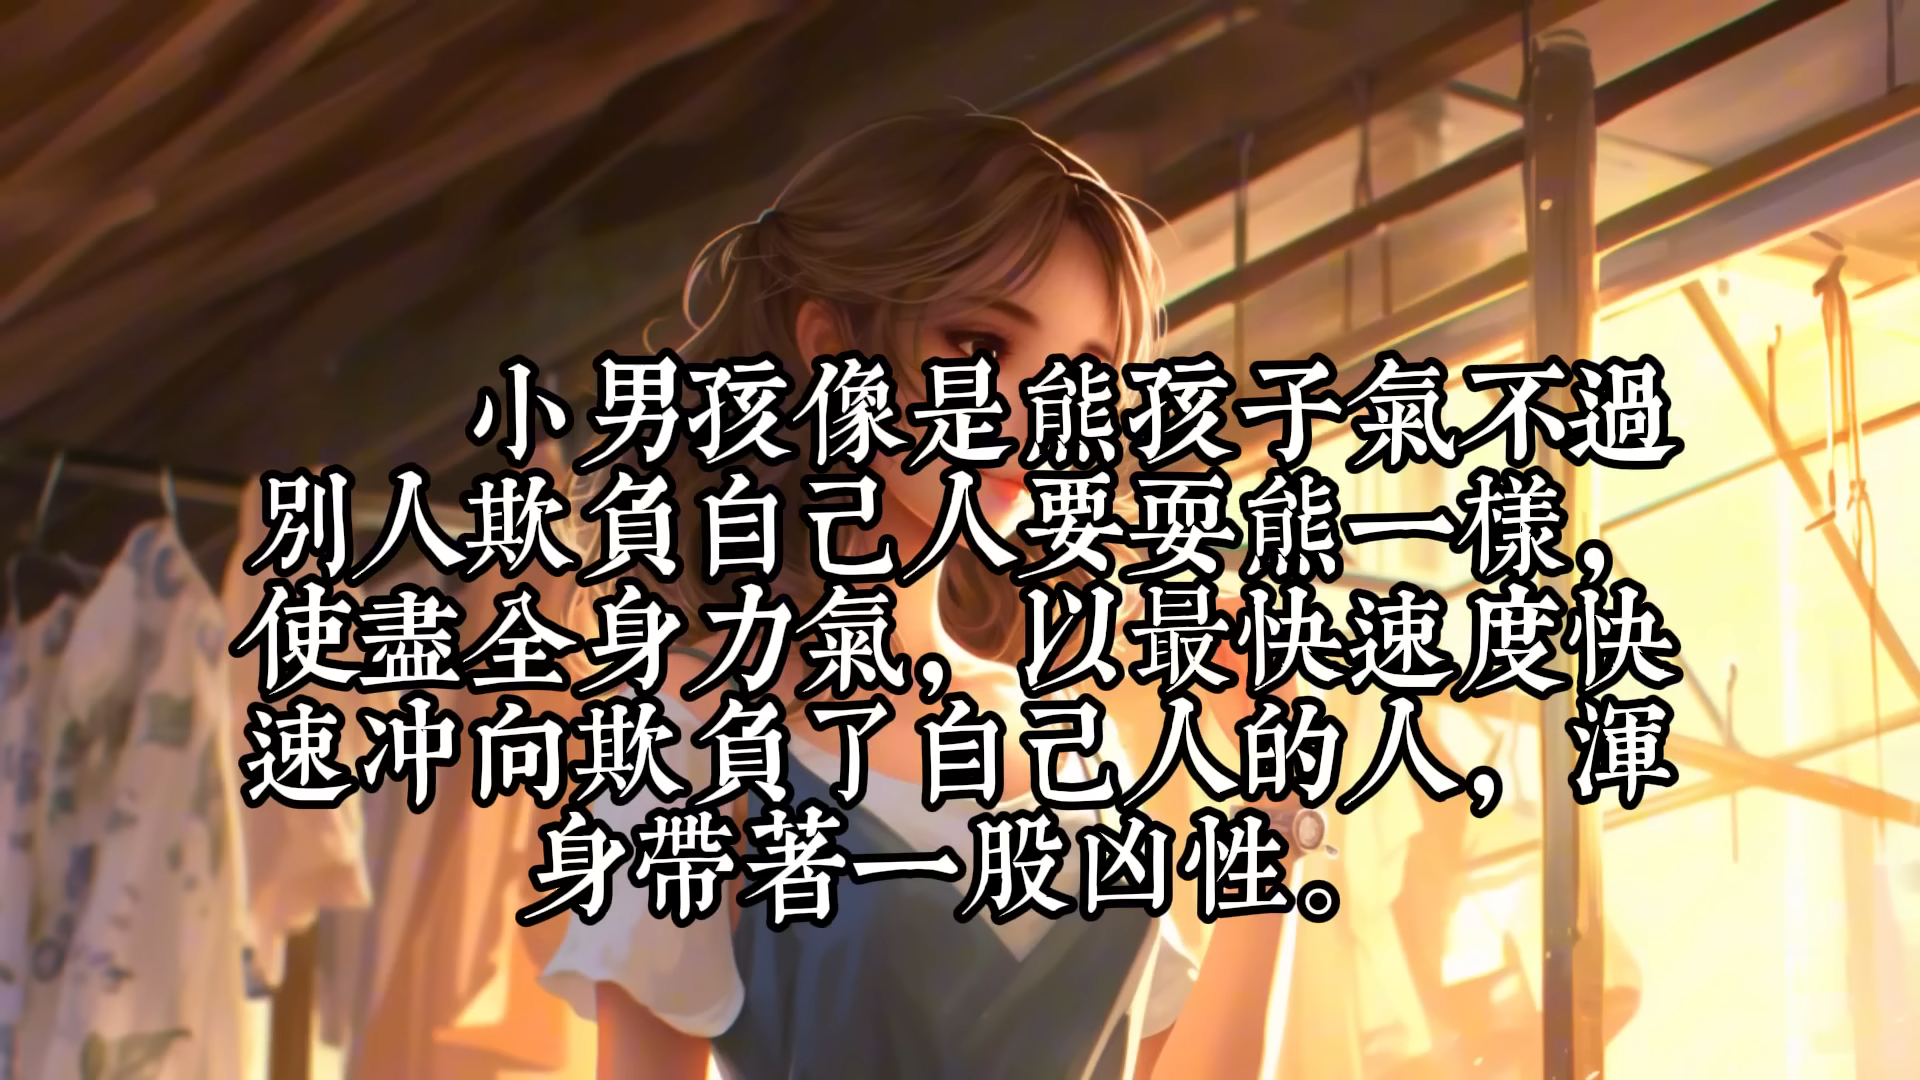 小男孩像是熊孩子氣不過
別人欺負自己人要耍熊一樣，
使盡全身力氣，以最快速度快
速冲向欺負了自己人的人，渾
身帶著一股凶性。